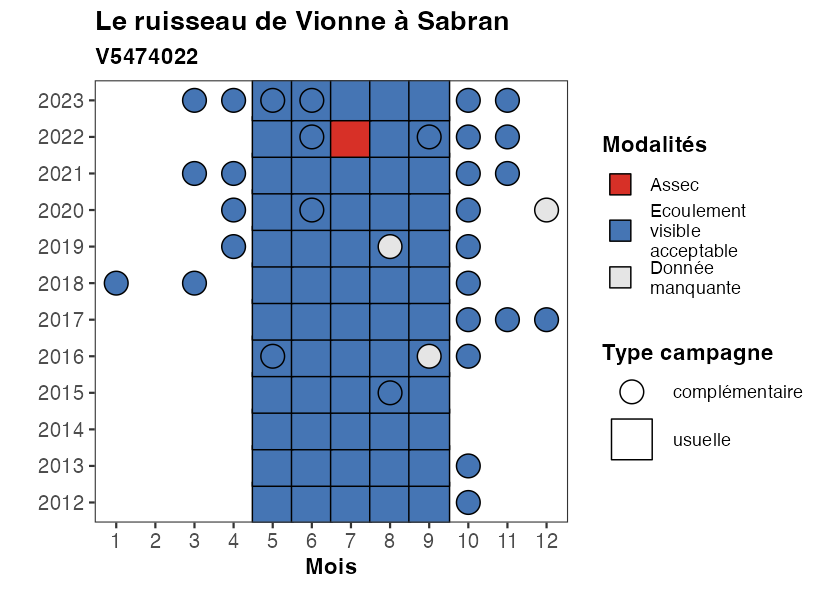 Le ruisseau de Vionne à Sabran
V5474022
2023
2022
2021
2020
2019
2018
2017
2016
2015
2014
2013
2012
1 2 3 4 5 6 7 8 9 10 11 12
Mois
Modalités
Assec
Ecoulement
visible
acceptable
Donnée
manquante
Type campagne
complémentaire
usuelle